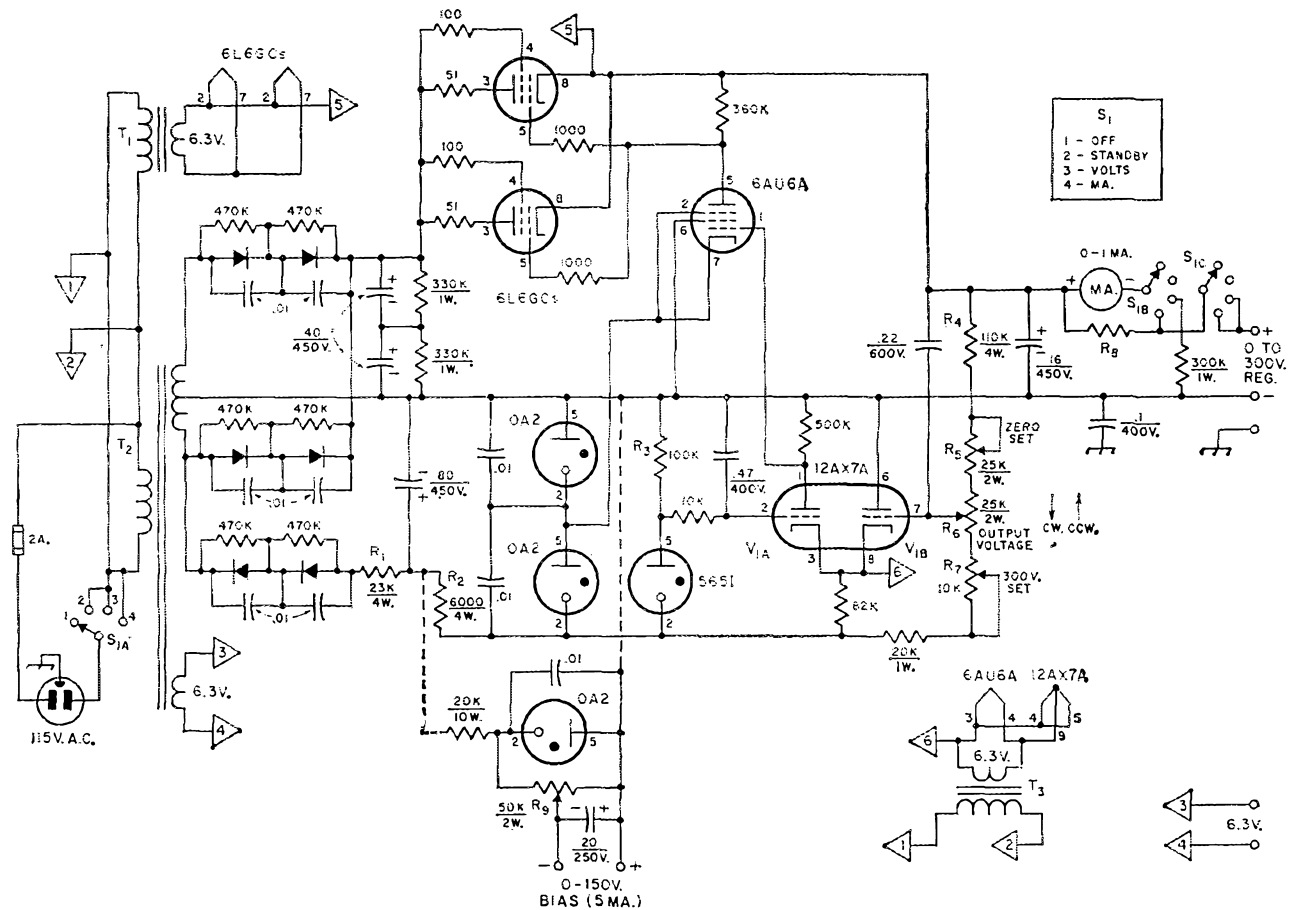 100
5
4
6L6GCs
51
3
8
360K
S1
1 - OFF
2 - STANDBY
3 - VOLTS
4 - MA.
2
7
2
7
5
T1
6.3V.
5
1000
100
4
5
6AU6A
8
2
6
1
7
470K
470K
51
3
5
1000
6L6GCs
0-1 MA.
S1C
+
MA.
-
S1B
1
.01
330K
1W.
40
450V.
330K
1W.
R4
R8
.22
600V.
110K
4W.
16
450V.
300K
1W.
+
0 TO
300V.
REG.
-
2
470K
470K
0A2
5
.01
2
R3
100K
500K
.1
400V.
ZERO
SET
T2
.01
80
450V.
.47
400V.
12AX7A
1
6
R5
25K
2W.
10K
2
7
25K
2W.
R6
OUTPUT
VOLTAGE
CW.
CCW.
2A.
470K
470K
R1
23K
4W.
R2
6000
4W.
0A2
5
.01
2
5
5651
2
V1A
3
8
V1B
6
R7
10K
300V.
SET
.01
82K
20K
1W.
1
2
3
4
S1A
3
6.3V.
4
115V. A.C.
.01
20K
10W.
0A2
2
5
50K
2W.
R9
-
+
20
250V.
-
+
0-150V.
BIAS (5 MA.)
6AU6A
12AX7A
3
4
4
5
9
6
6.3V.
T3
1
2
3
6.3V.
4